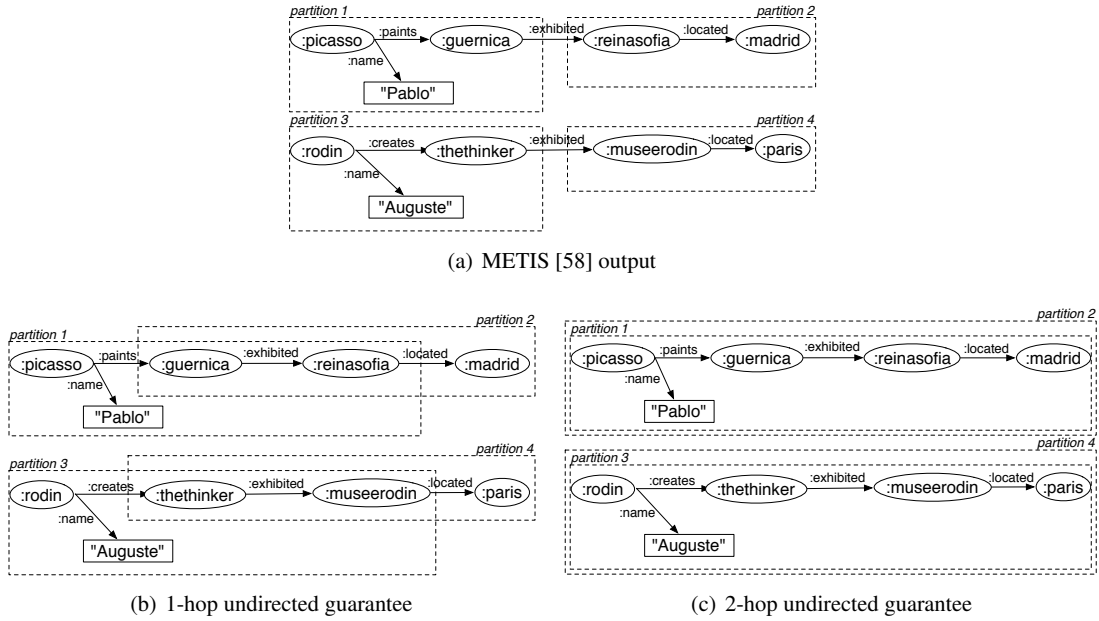 partition 1
partition 2
:picasso :paints :guernica :exhibited :reinasofia :located :madrid
:name
"Pablo"
partition 3
partition 4
:rodin :creates :thethinker :exhibited :museerodin :located :paris
:name
"Auguste"
(a) METIS [58] output
partition 1
partition 2
:picasso :paints :guernica :exhibited :reinasofia :located :madrid
:name
"Pablo"
partition 3
partition 4
:rodin :creates :thethinker :exhibited :museerodin :located :paris
:name
"Auguste"
(b) 1-hop undirected guarantee
partition 2
partition 1
:picasso :paints :guernica :exhibited :reinasofia :located :madrid
:name
"Pablo"
partition 4
partition 3
:rodin :creates :thethinker :exhibited :museerodin :located :paris
:name
"Auguste"
(c) 2-hop undirected guarantee